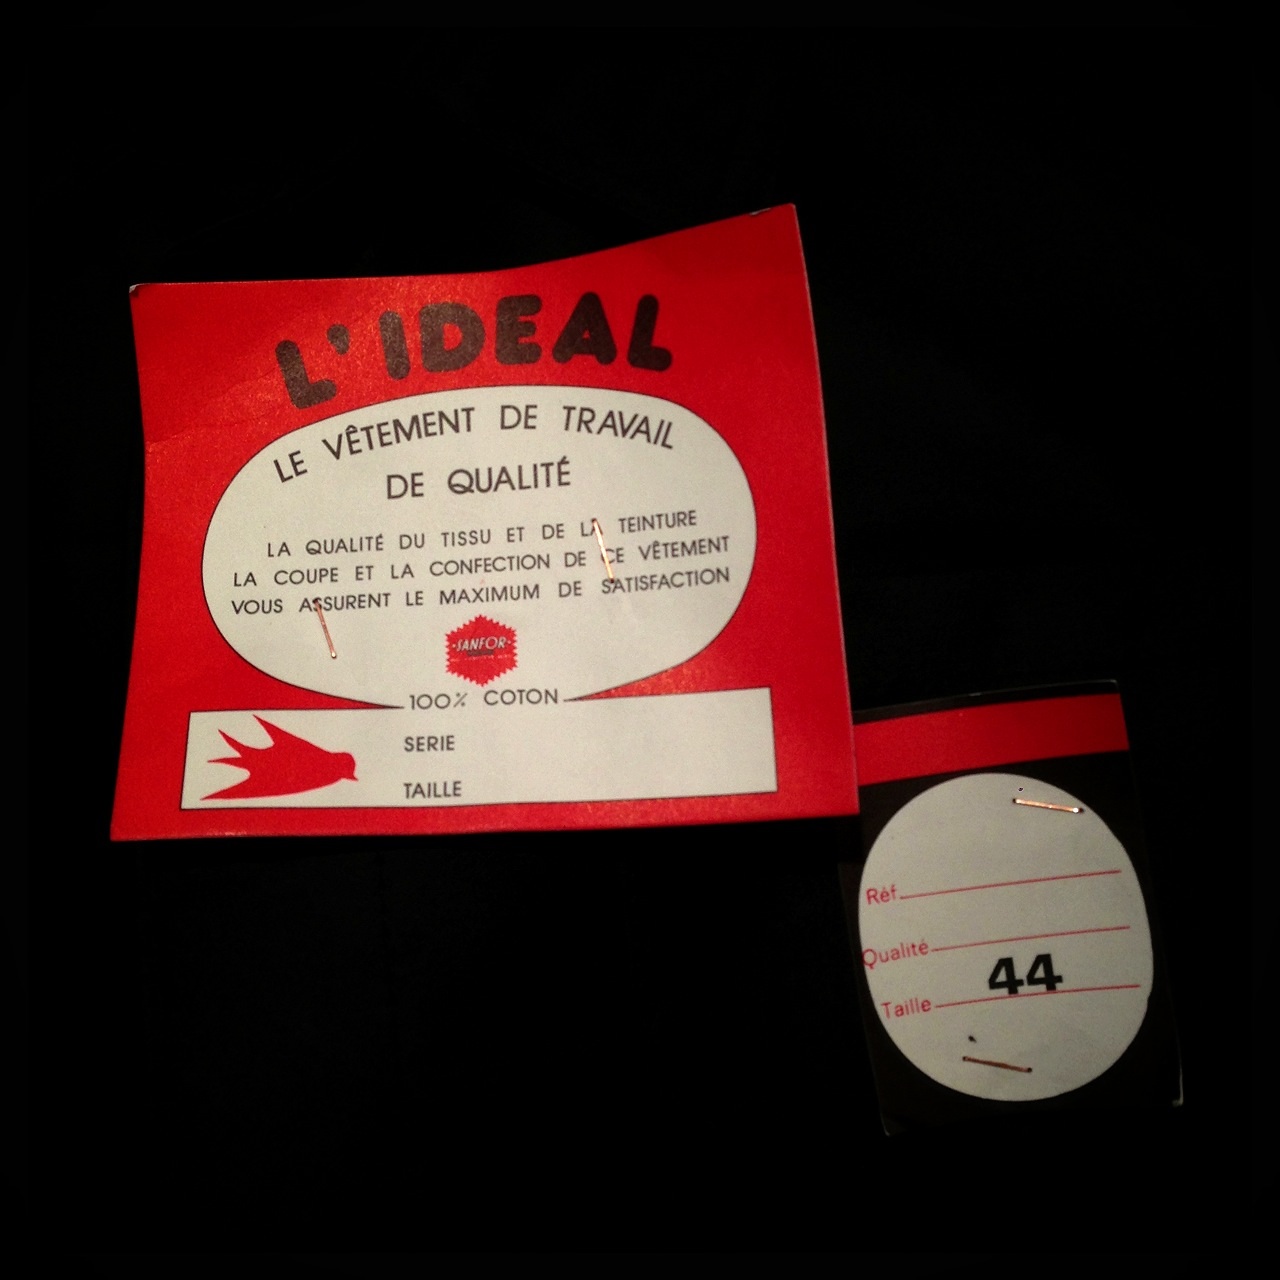 L'IDEAL
LE VÊTEMENT DE TRAVAIL
DE QUALITÉ
LA QUALITÉ DU TISSU ET DE LA TEINTURE
LA COUPE ET LA CONFECTION DE CE VÊTEMENT
VOUS ASSURENT LE MAXIMUM DE SATISFACTION
SANFOR
100% COTON
SERIE
TAILLE
Réf
Qualité
44
Taille